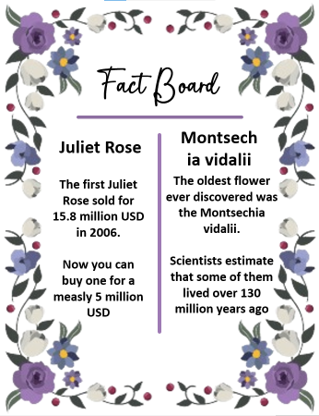 Fact Board
Juliet Rose
The first Juliet
Rose sold for
15.8 million USD
in 2006.
Now you can
buy one for a
measly 5 million
USD
Montsech
ia vidalii
The oldest flower
ever discovered was
the Montsechia
vidalii.
Scientists estimate
that some of them
lived over 130
million years ago